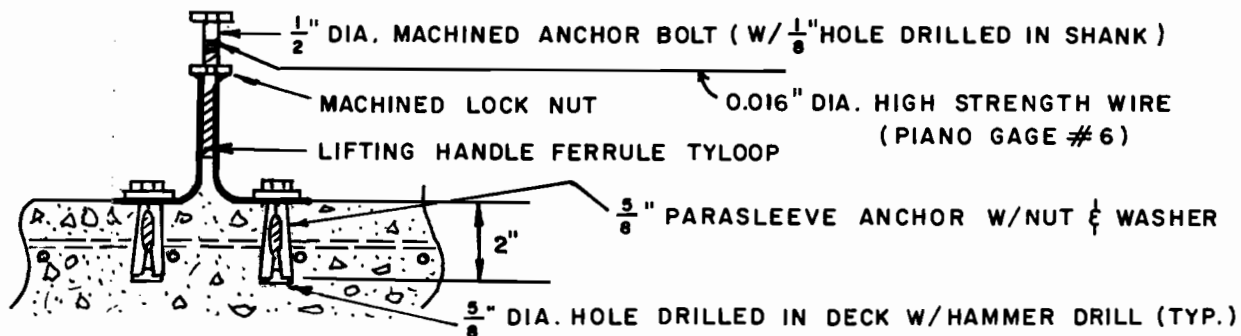 1/2" DIA. MACHINED ANCHOR BOLT (W/ 1/8" HOLE DRILLED IN SHANK)
MACHINED LOCK NUT
0.016" DIA. HIGH STRENGTH WIRE
(PIANO GAGE #6)
LIFTING HANDLE FERRULE TYLOOP
5/8" PARASLEEVE ANCHOR W/NUT & WASHER
2"
5/8" DIA. HOLE DRILLED IN DECK W/HAMMER DRILL (TYP.)